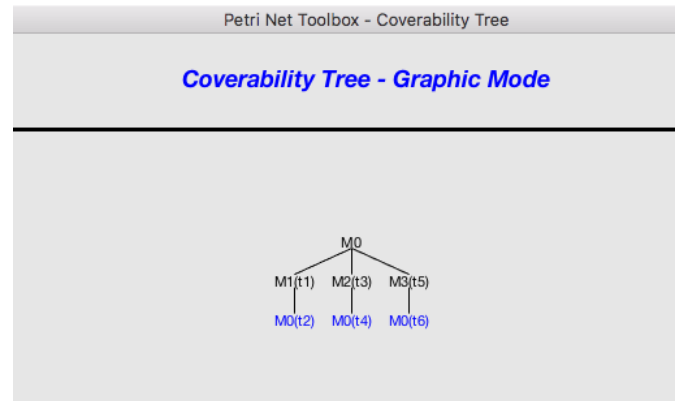 Petri Net Toolbox - Coverability Tree
Coverability Tree - Graphic Mode
M0
M1(t1) M2(t3) M3(t5)
M0(t2) M0(t4) M0(t6)